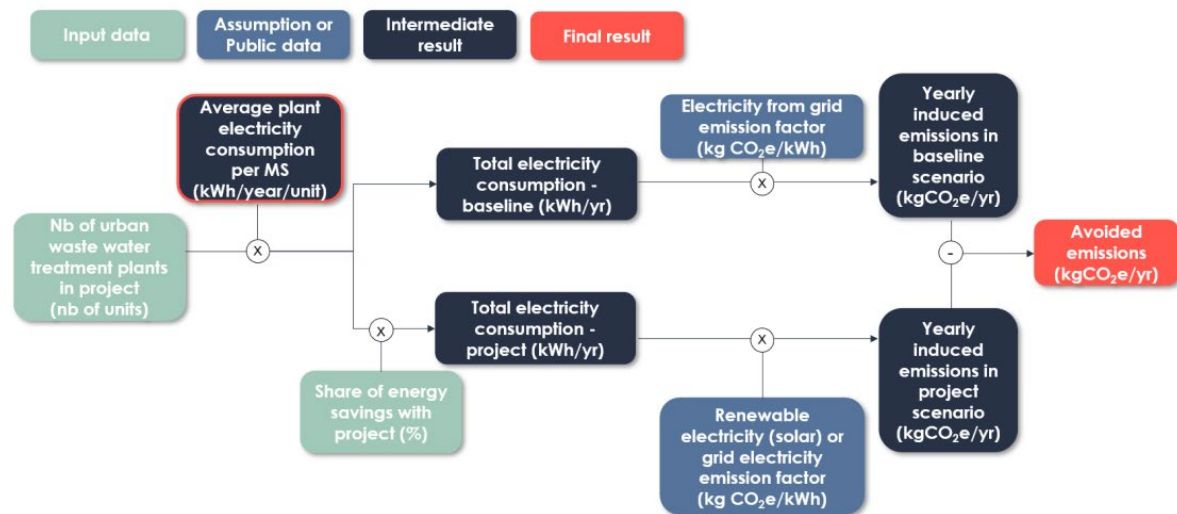 Input data
Assumption or
Public data
Intermediate
result
Final result
Average plant
electricity
consumption
per MS
(kWh/year/unit)
Nb of urban
waste water
treatment plants
in project
(nb of units)
X
Total electricity
consumption -
baseline (kWh/yr)
Electricity from grid
emission factor
(kg CO₂e/kWh)
X
Yearly
induced
emissions in
baseline
scenario
(kgCO₂e/yr)
-
Avoided
emissions
(kgCO₂e/yr)
X
Share of energy
savings with
project (%)
Total electricity
consumption -
project (kWh/yr)
X
Renewable
electricity (solar) or
grid electricity
emission factor
(kg CO₂e/kWh)
Yearly
induced
emissions in
project
scenario
(kgCO₂e/yr)